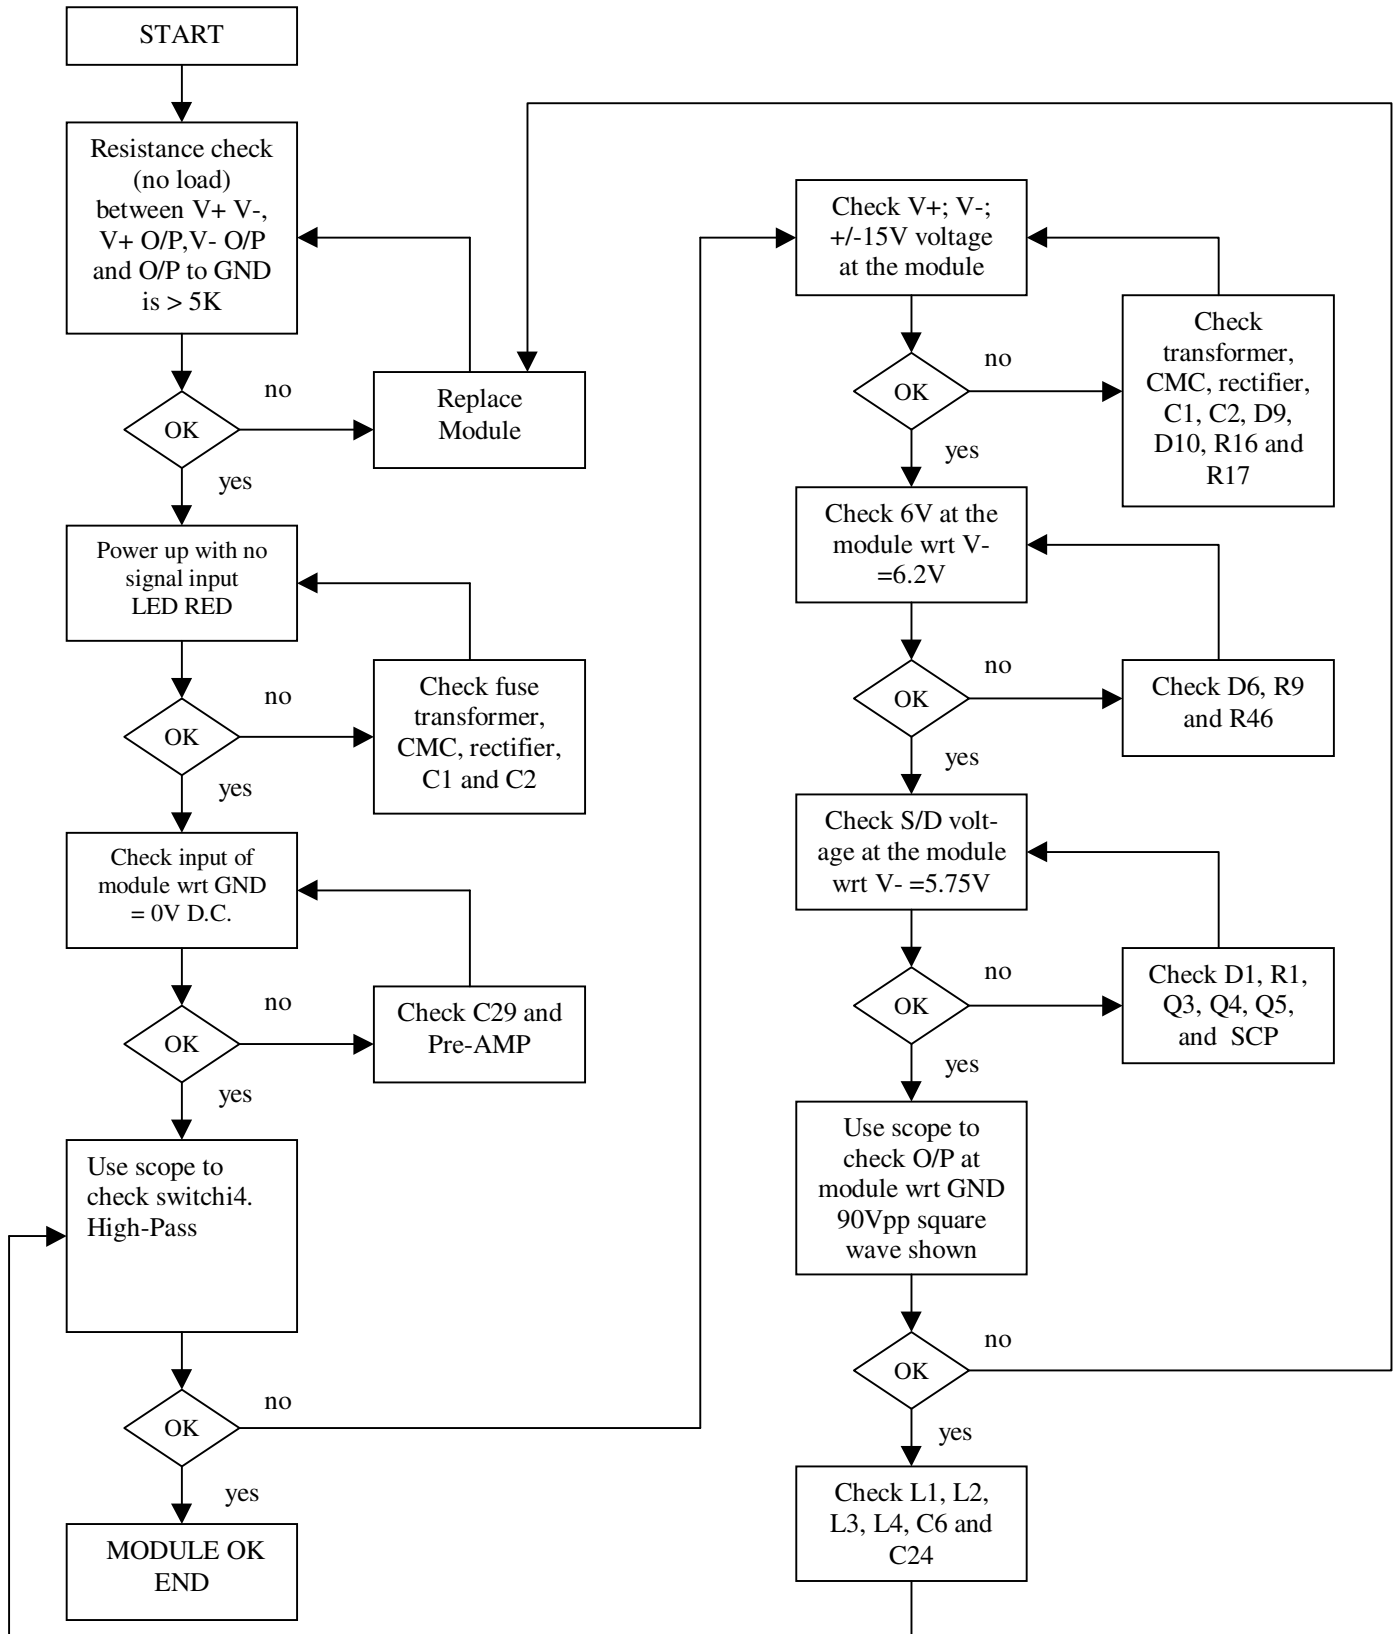 START
Resistance check
(no load)
between V+ V-,
V+ O/P,V- O/P
and O/P to GND
is > 5K
no
OK
Replace
Module
yes
Power up with no
signal input
LED RED
no
OK
Check fuse
transformer,
CMC, rectifier,
C1 and C2
yes
Check input of
module wrt GND
= 0V D.C.
no
OK
Check C29 and
Pre-AMP
yes
Use scope to
check switchi4.
High-Pass
no
OK
yes
MODULE OK
END
Check V+; V-;
+/-15V voltage
at the module
no
OK
Check
transformer,
CMC, rectifier,
C1, C2, D9,
D10, R16 and
R17
yes
Check 6V at the
module wrt V-
=6.2V
no
OK
Check D6, R9
and R46
yes
Check S/D volt-
age at the module
wrt V- =5.75V
no
OK
Check D1, R1,
Q3, Q4, Q5,
and SCP
yes
Use scope to
check O/P at
module wrt GND
90Vpp square
wave shown
no
OK
yes
Check L1, L2,
L3, L4, C6 and
C24